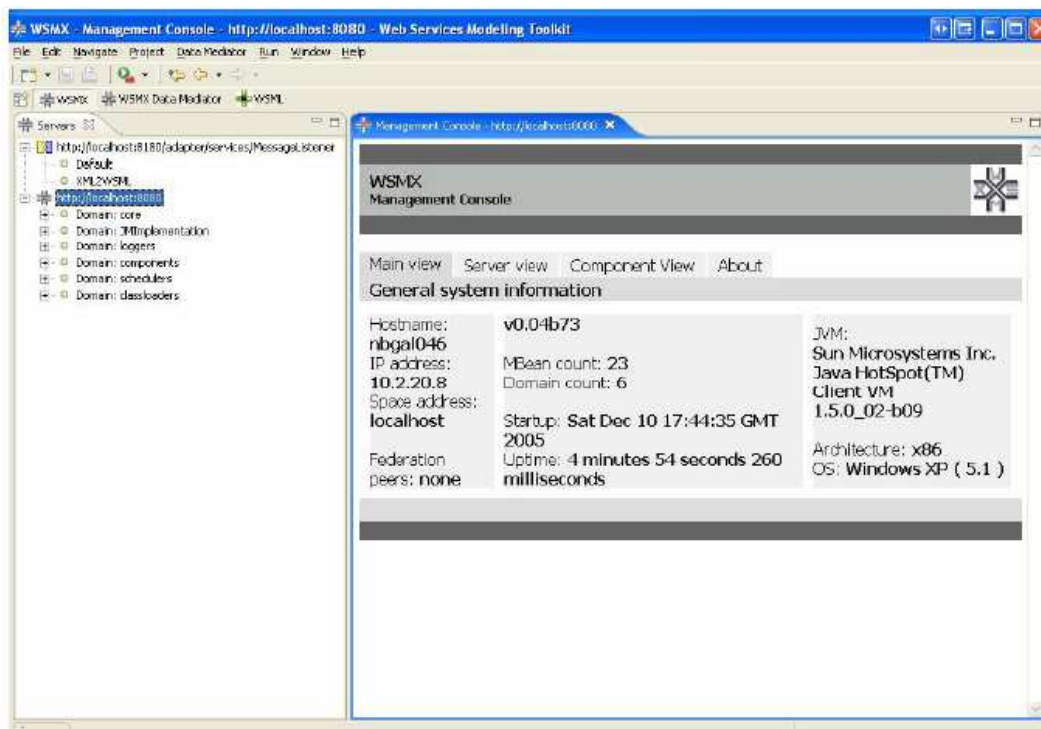 WSMX - Management Console - http://localhost:8080 - Web Services Modeling Toolkit
File Edit Navigate Project Data Mediator Run Window Help
WSMX WSMX Data Mediator WSML
Servers
http://localhost:8180/adapter/services/MessageListener
Default
XML2WSML
http://localhost:8080
Domain: core
Domain: JMImplementation
Domain: loggers
Domain: components
Domain: schedulers
Domain: classloaders
Management Console - http://localhost:8080
WSMX
Management Console
Main view Server view Component View About
General system information
Hostname:
nbgal046
IP address:
10.2.20.8
Space address:
localhost
Federation
peers: none
v0.04b73
MBean count: 23
Domain count: 6
Startup: Sat Dec 10 17:44:35 GMT
2005
Uptime: 4 minutes 54 seconds 260
milliseconds
JVM:
Sun Microsystems Inc.
Java HotSpot(TM)
Client VM
1.5.0_02-b09
Architecture: x86
OS: Windows XP ( 5.1 )